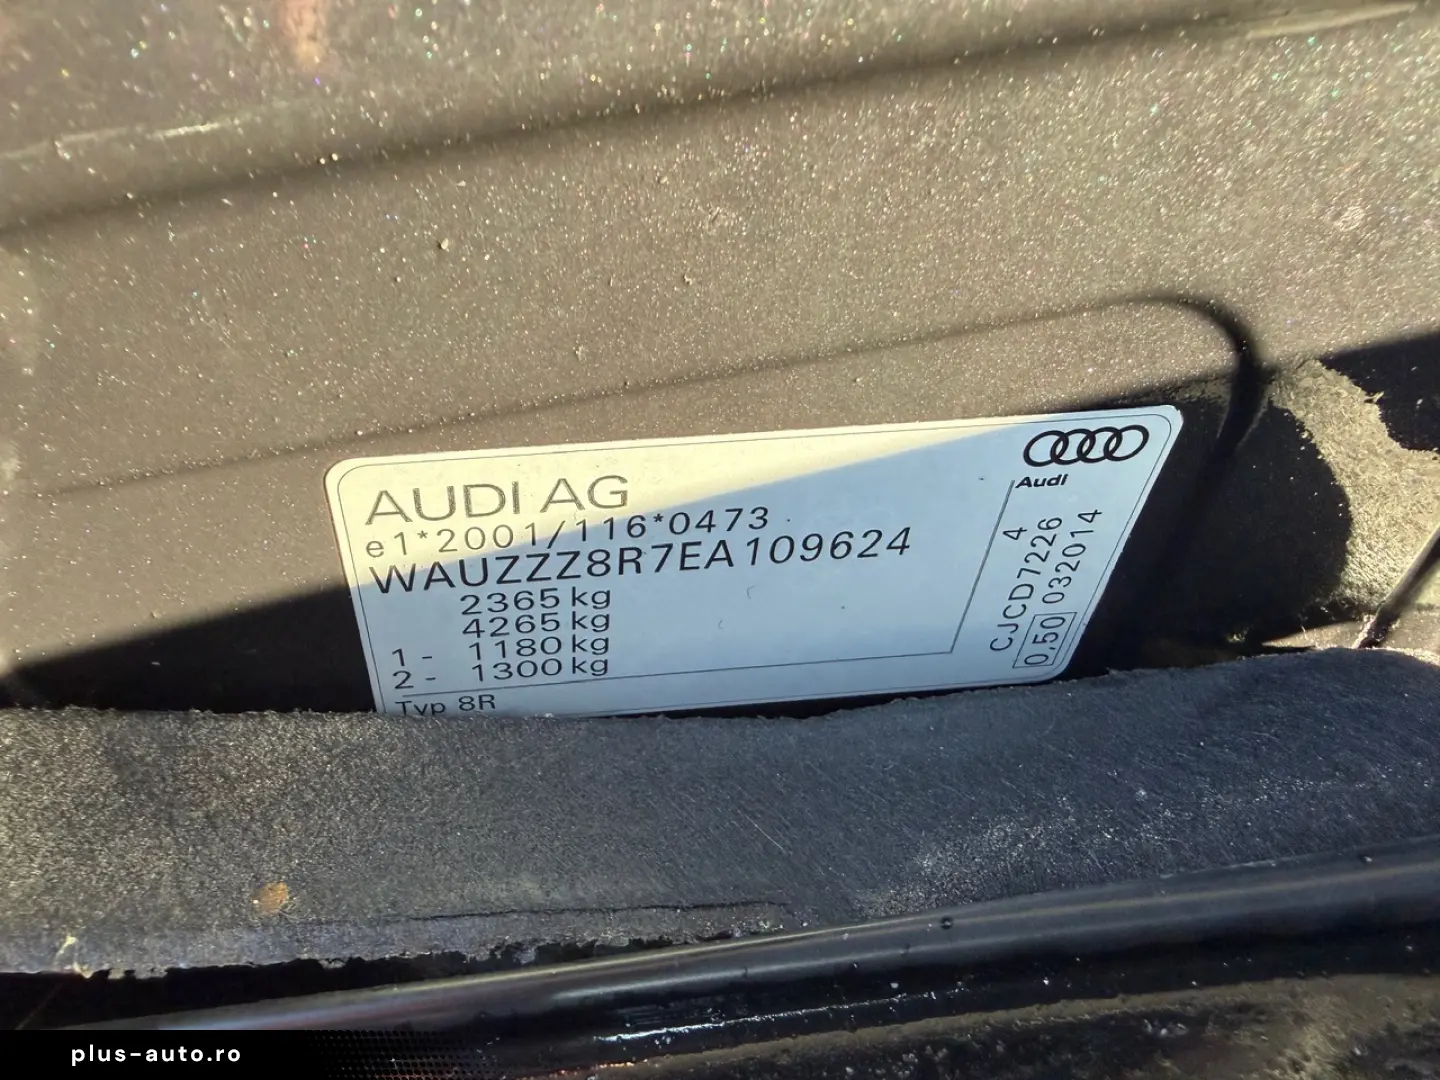 AUDI AG
e1*2001/116*0473
WAUZZZ8R7EA109624
2365 kg
4265 kg
1 - 1180 kg
2 - 1300 kg
Typ 8R
Audi
4
CJCD7226
0,50 032014
plus-auto.ro